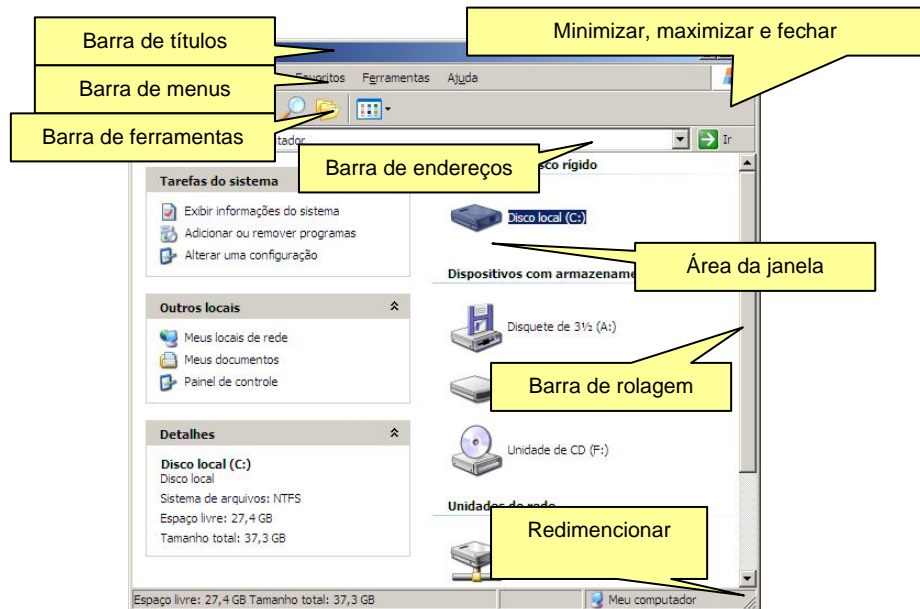 Barra de títulos
Minimizar, maximizar e fechar
Barra de menus
Favoritos Ferramentas Ajuda
Barra de ferramentas
Ir
Barra de endereços
Tarefas do sistema
Exibir informações do sistema
Adicionar ou remover programas
Alterar uma configuração
rígido
Disco local (C:)
Área da janela
Dispositivos com
Outros locais
Meus locais de rede
Meus documentos
Painel de controle
Disquete de 3½ (A:)
Barra de rolagem
Detalhes
Disco local (C:)
Disco local
Sistema de arquivos: NTFS
Espaço livre: 27,4 GB
Tamanho total: 37,3 GB
Unidade de CD (F:)
Unidades de rede
Redimencionar
Espaço livre: 27,4 GB Tamanho total: 37,3 GB
Meu computador